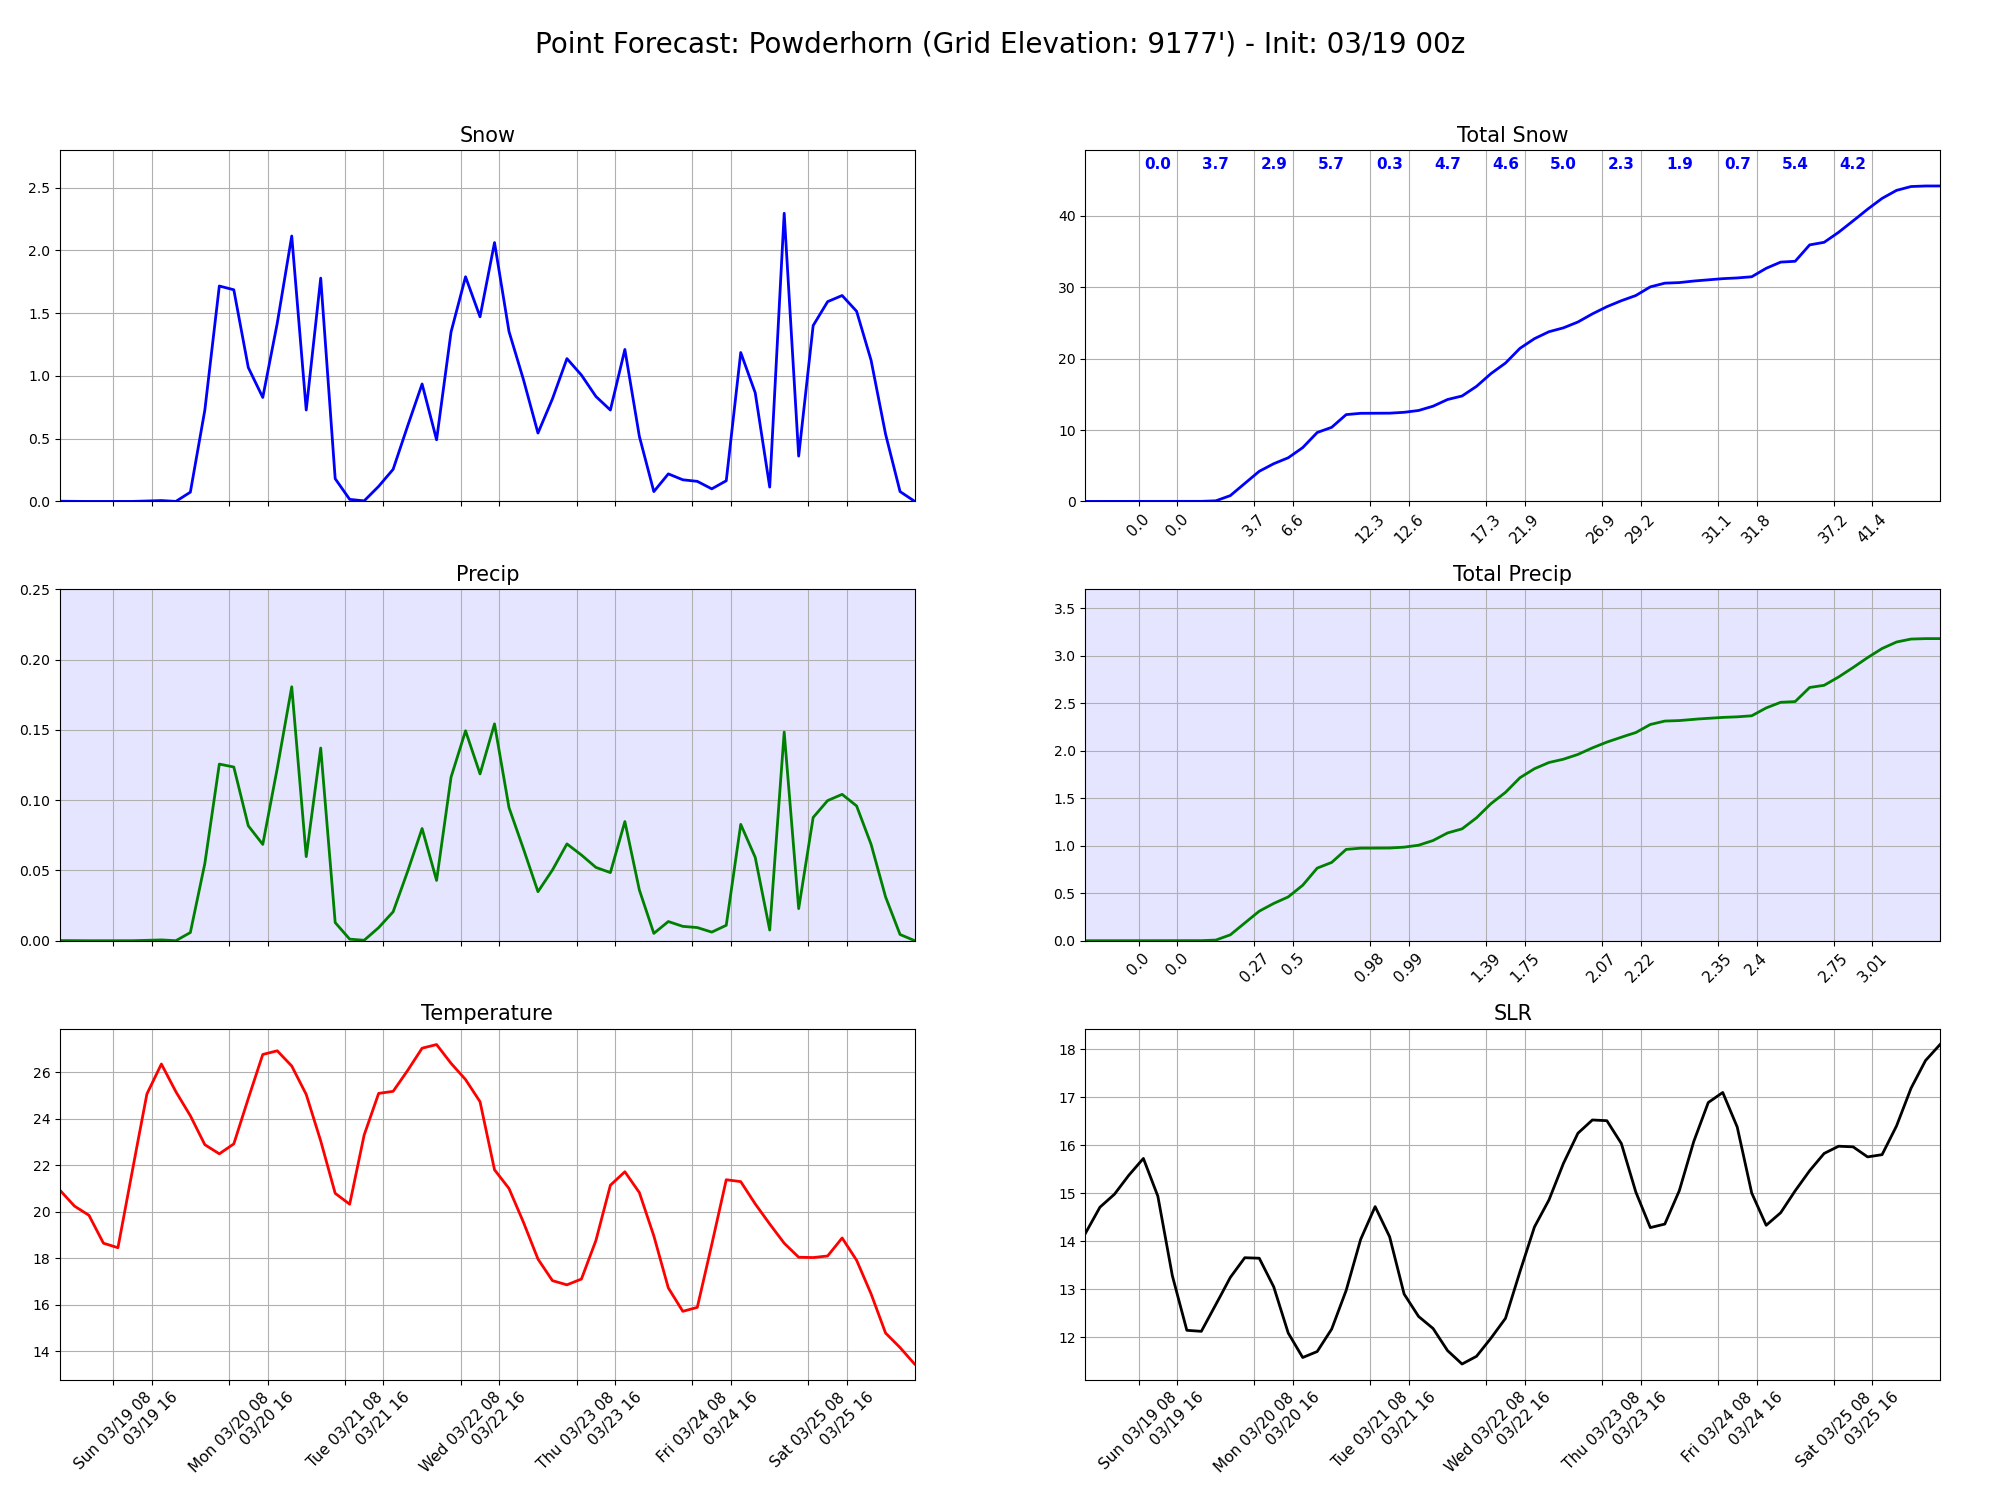 Point Forecast: Powderhorn (Grid Elevation: 9177') - Init: 03/19 00z
Snow
2.5
2.0
1.5
1.0
0.5
0.0
Total Snow
0.0 3.7 2.9 5.7 0.3 4.7 4.6 5.0 2.3 1.9 0.7 5.4 4.2
40
30
20
10
0
0.0 0.0 3.7 6.6 12.3 12.6 17.3 21.9 26.9 29.2 31.1 31.8 37.2 41.4
Precip
0.25
0.20
0.15
0.10
0.05
0.00
Total Precip
3.5
3.0
2.5
2.0
1.5
1.0
0.5
0.0
0.0 0.0 0.27 0.5 0.98 0.99 1.39 1.75 2.07 2.22 2.35 2.4 2.75 3.01
Temperature
26
24
22
20
18
16
14
Sun 03/19 08
03/19 16
Mon 03/20 08
03/20 16
Tue 03/21 08
03/21 16
Wed 03/22 08
03/22 16
Thu 03/23 08
03/23 16
Fri 03/24 08
03/24 16
Sat 03/25 08
03/25 16
SLR
18
17
16
15
14
13
12
Sun 03/19 08
03/19 16
Mon 03/20 08
03/20 16
Tue 03/21 08
03/21 16
Wed 03/22 08
03/22 16
Thu 03/23 08
03/23 16
Fri 03/24 08
03/24 16
Sat 03/25 08
03/25 16